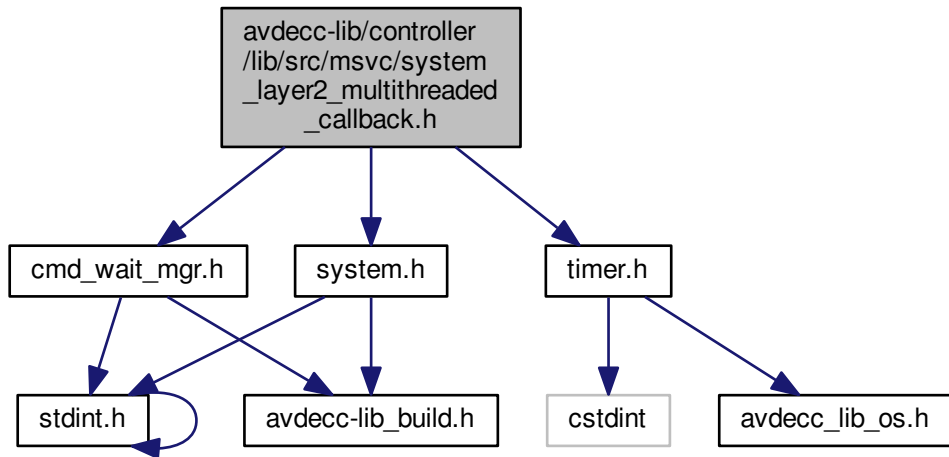 avdecc-lib/controller
/lib/src/msvc/system
_layer2_multithreaded
_callback.h
cmd_wait_mgr.h
system.h
timer.h
stdint.h
avdecc-lib_build.h
cstdint
avdecc_lib_os.h